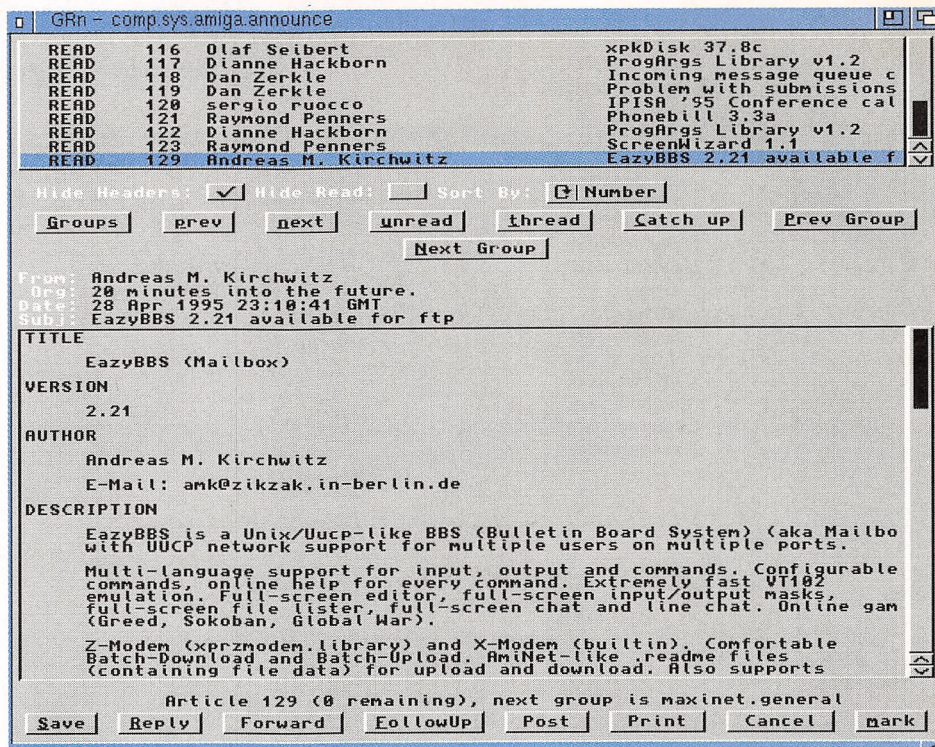 GRn - comp.sys.amiga.announce
READ 116 Olaf Seibert xpkDisk 37.8c
READ 117 Dianne Hackborn ProgArgs Library v1.2
READ 118 Dan Zerkle Incoming message queue c
READ 119 Dan Zerkle Problem with submissions
READ 120 sergio ruocco IPISA '95 Conference cal
READ 121 Raymond Penners Phonebill 3.3a
READ 122 Dianne Hackborn ProgArgs Library v1.2
READ 123 Raymond Penners ScreenWizard 1.1
READ 129 Andreas M. Kirchwitz EazyBBS 2.21 available f
Hide Headers: Hide Read: Sort By: Number
Groups prev next unread thread Catch up Prev Group
Next Group
From: Andreas M. Kirchwitz
Org: 20 minutes into the future.
Date: 28 Apr 1995 23:10:41 GMT
Subj: EazyBBS 2.21 available for ftp
TITLE
EazyBBS (Mailbox)
VERSION
2.21
AUTHOR
Andreas M. Kirchwitz
E-Mail: amk@zikzak.in-berlin.de
DESCRIPTION
EazyBBS is a Unix/Uucp-like BBS (Bulletin Board System) (aka Mailbo
with UUCP network support for multiple users on multiple ports.
Multi-language support for input, output and commands. Configurable
commands, online help for every command. Extremely fast VT102
emulation. Full-screen editor, full-screen input/output masks,
full-screen file lister, full-screen chat and line chat. Online gam
(Greed, Sokoban, Global War).
Z-Modem (xprzmodem.library) and X-Modem (builtin). Comfortable
Batch-Download and Batch-Upload. AmiNet-like .readme files
(containing file data) for upload and download. Also supports
Article 129 (0 remaining), next group is maxinet.general
Save Reply Forward FollowUp Post Print Cancel mark